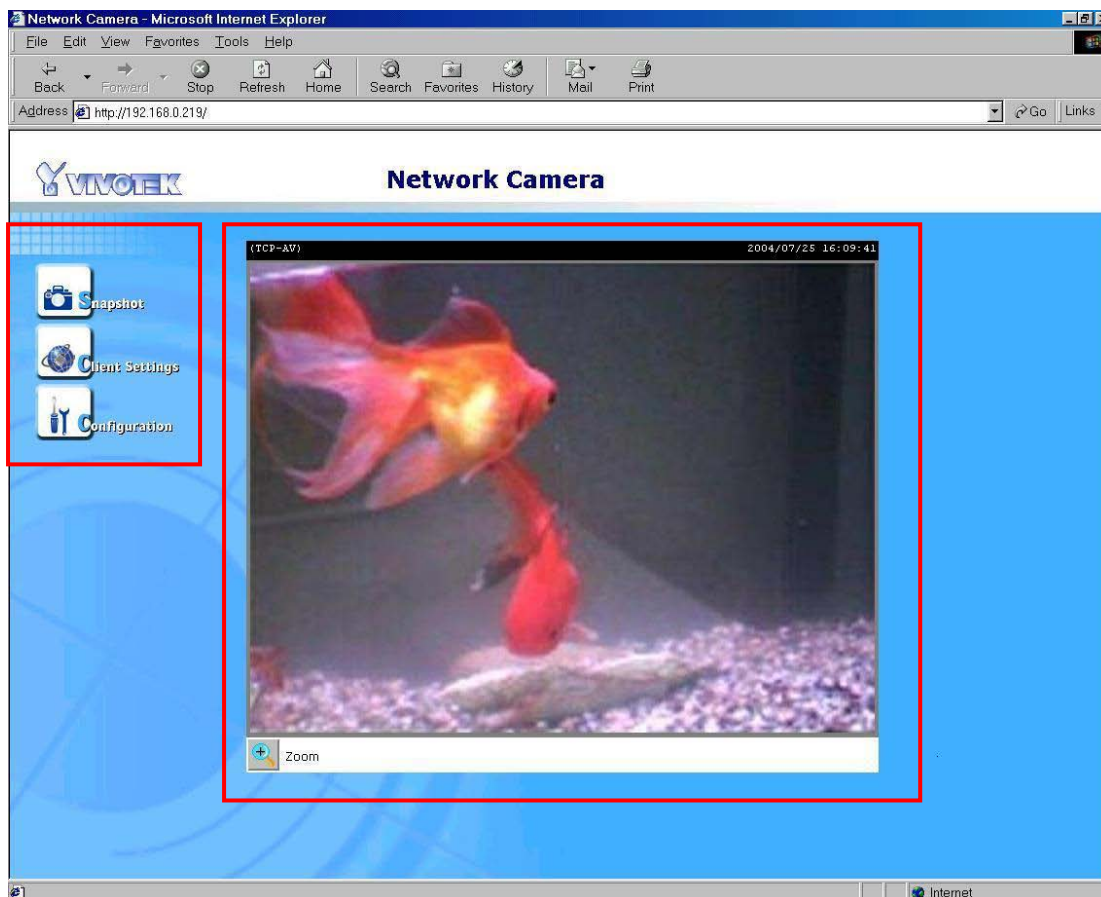 Network Camera - Microsoft Internet Explorer
File Edit View Favorites Tools Help
Back Forward Stop Refresh Home Search Favorites History Mail Print
Address http://192.168.0.219/ Go Links
VIVOTEK Network Camera
(TCP-AV) 2004/07/25 16:09:41
Snapshot
Client Settings
Configuration
Zoom
Internet